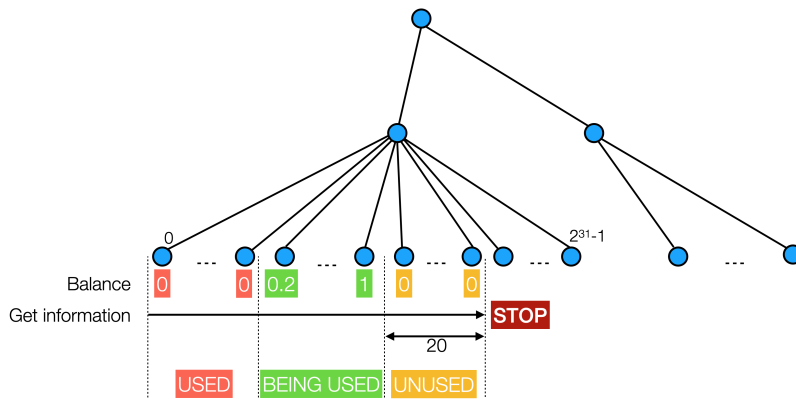 0
2³¹-1
... ... ... ... ...
Balance 0 0 0.2 1 0 0
Get information STOP
20
USED BEING USED UNUSED